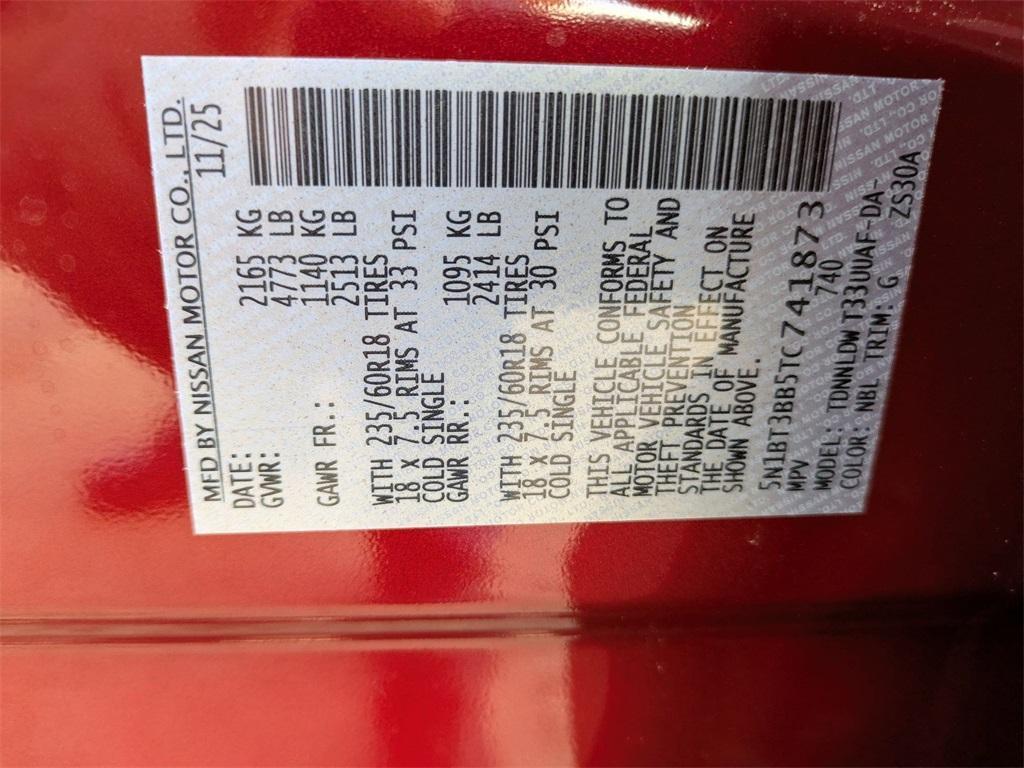 MFD BY NISSAN MOTOR CO., LTD.
DATE: 11/25
GVWR: 2165 KG
4773 LB
GAWR FR.: 1140 KG
2513 LB
WITH 235/60R18 TIRES
18 x 7.5 RIMS AT 33 PSI
COLD SINGLE
GAWR RR.: 1095 KG
2414 LB
WITH 235/60R18 TIRES
18 x 7.5 RIMS AT 30 PSI
COLD SINGLE
THIS VEHICLE CONFORMS TO
ALL APPLICABLE FEDERAL
MOTOR VEHICLE SAFETY AND
THEFT PREVENTION
STANDARDS IN EFFECT ON
THE DATE OF MANUFACTURE
SHOWN ABOVE.
5N1BT3BB5TC741873
MPV 740
MODEL: TDNNLDW T33UUAF-DA-
COLOR: NBL TRIM: G ZS30A